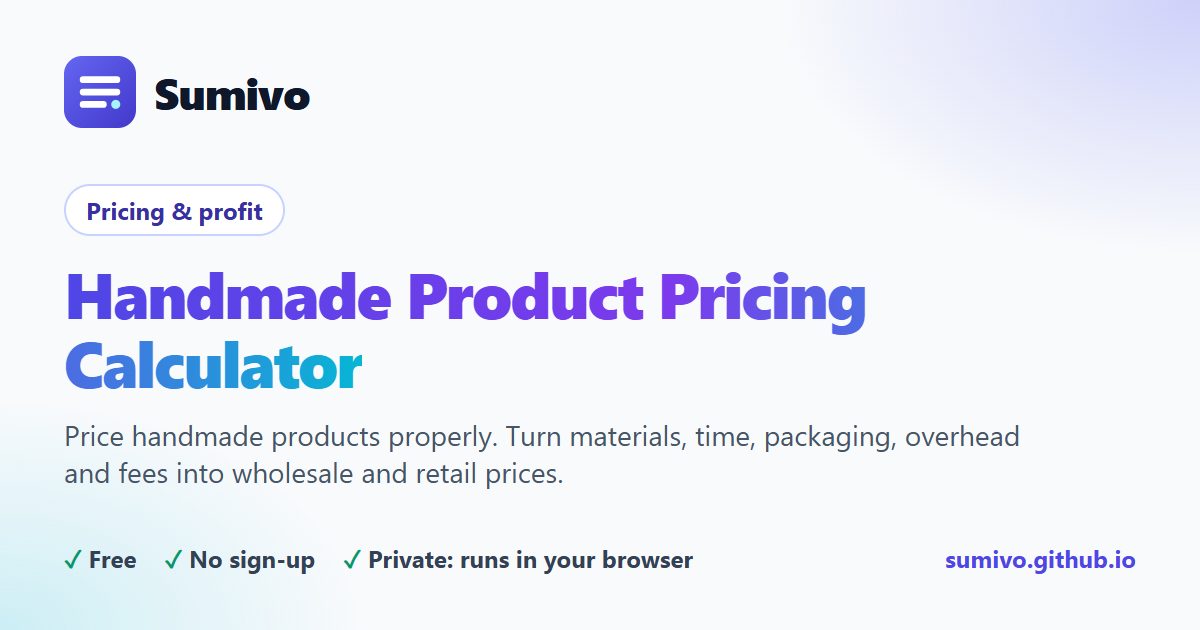 Sumivo
Pricing & profit
Handmade Product Pricing
Calculator
Price handmade products properly. Turn materials, time, packaging, overhead
and fees into wholesale and retail prices.
✓ Free ✓ No sign-up ✓ Private: runs in your browser
sumivo.github.io